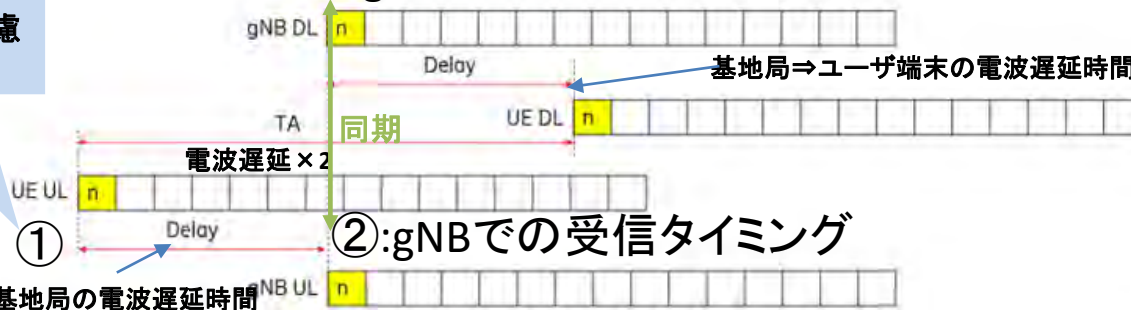 慮
gNB DL n
Delay
基地局⇒ユーザ端末の電波遅延時間
TA
同期
UE DL n
電波遅延×2
UE UL n
①
Delay
②:gNBでの受信タイミング
基地局の電波遅延時間
gNB UL n